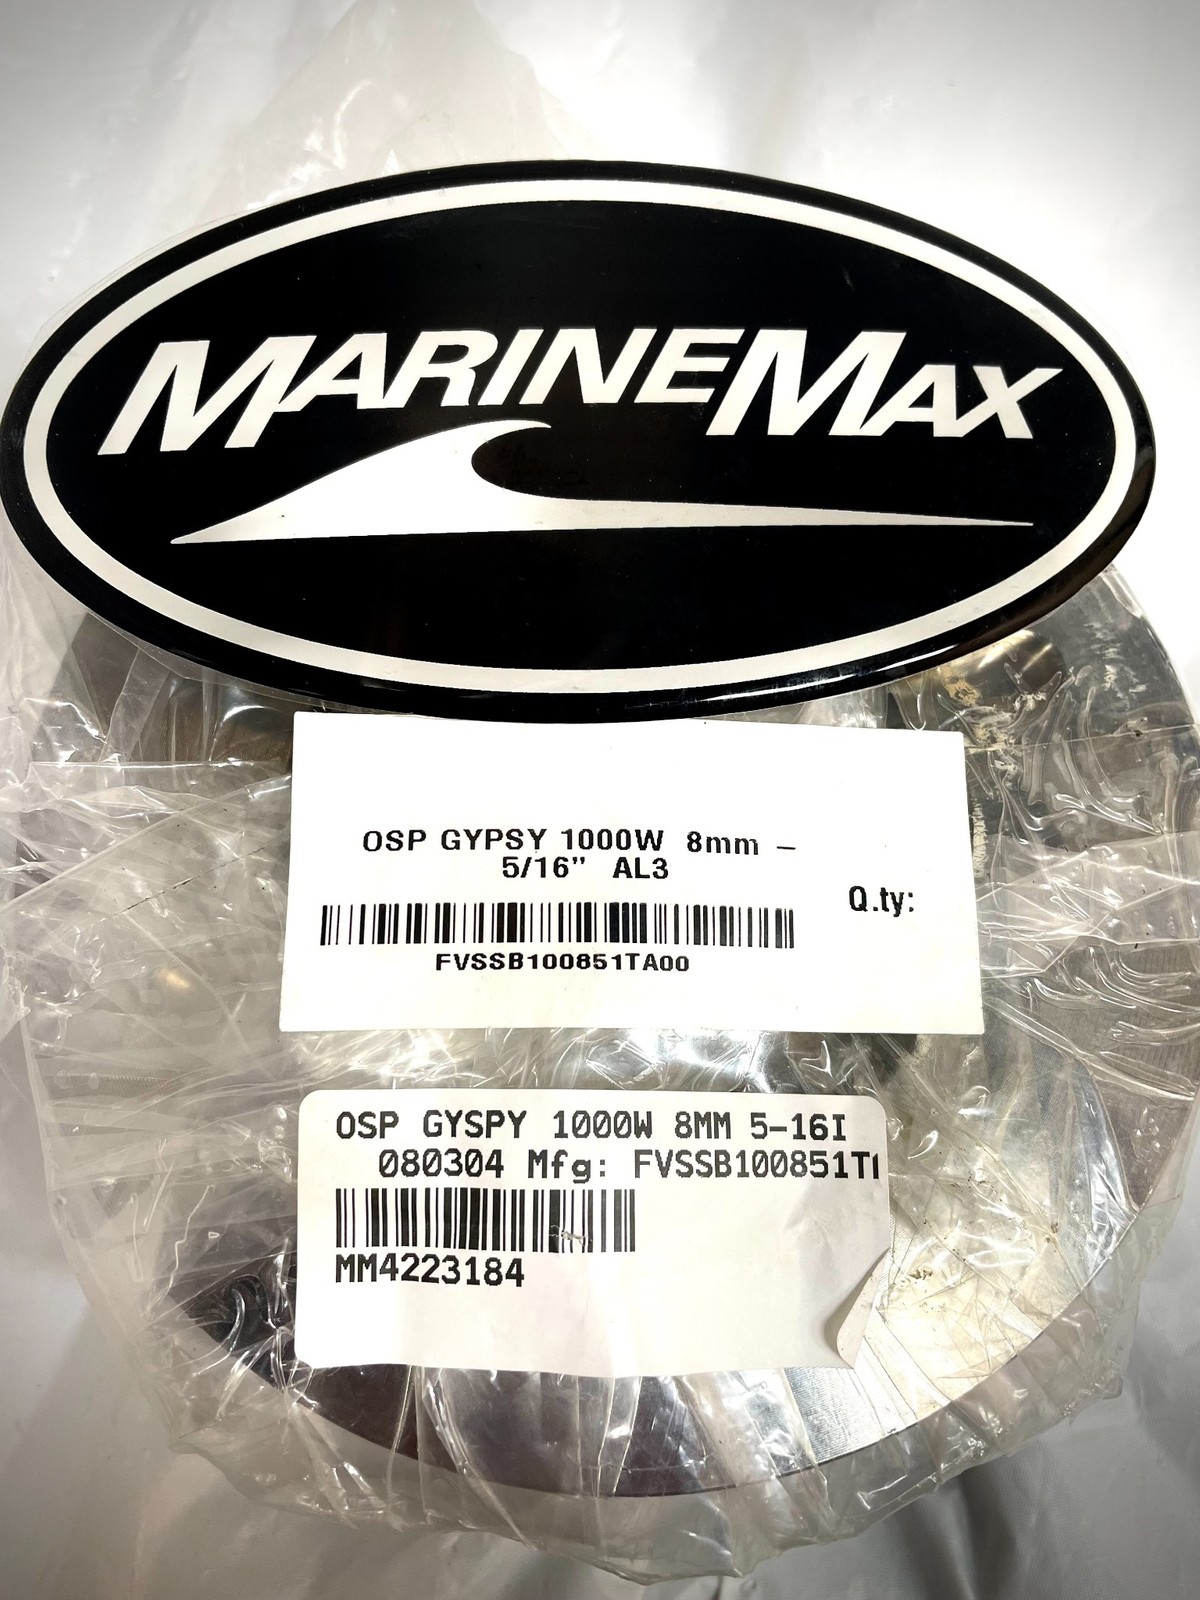 MARINEMAX
OSP GYPSY 1000W 8mm –
5/16” AL3
Q.ty:
FVSSB100851TA00
OSP GYSPY 1000W 8MM 5-16I
080304 Mfg: FVSSB100851T
MM4223184